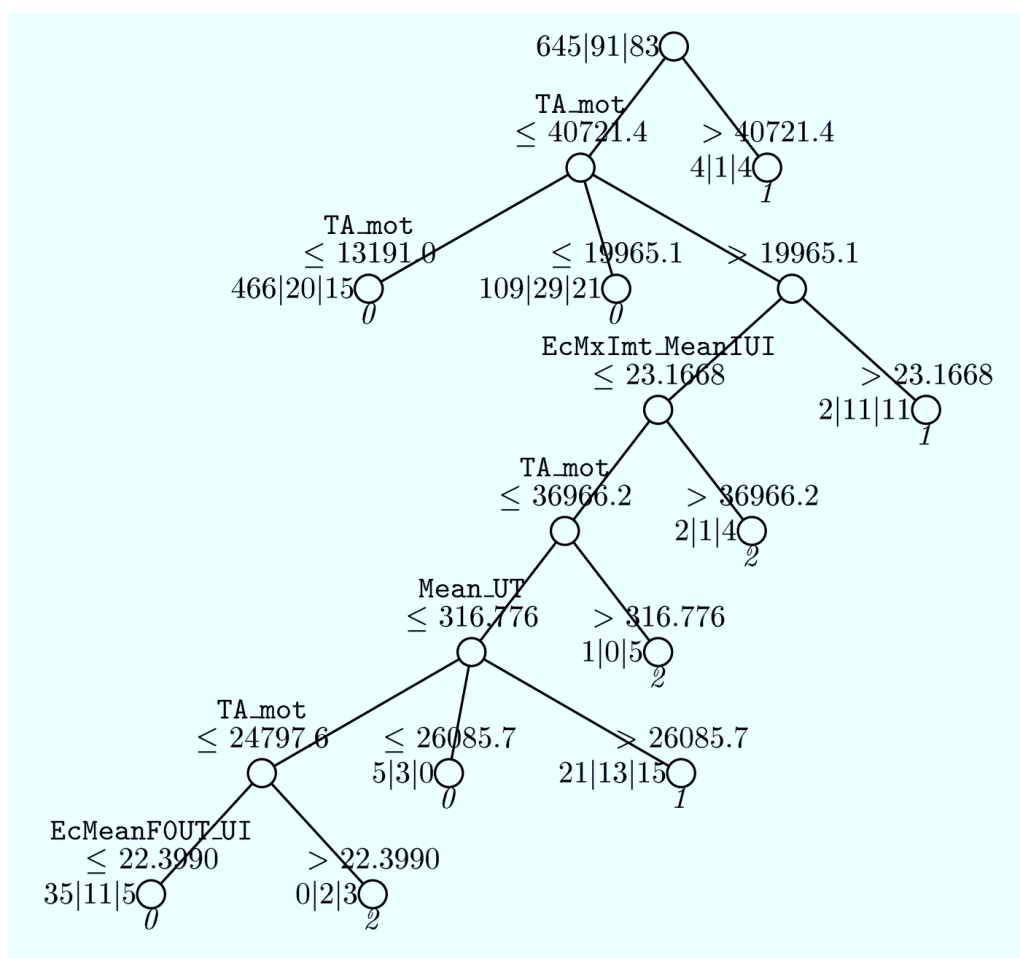 645|91|83
TA_mot
≤ 40721.4 > 40721.4
4|1|4
1
TA_mot
≤ 13191.0 ≤ 19965.1 > 19965.1
466|20|15 109|29|21
0 0
EcMxImt_MeanIUI
≤ 23.1668 > 23.1668
2|11|11
1
TA_mot
≤ 36966.2 > 36966.2
2|1|4
2
Mean_UT
≤ 316.776 > 316.776
1|0|5
2
TA_mot
≤ 24797.6 ≤ 26085.7 > 26085.7
5|3|0 21|13|15
0 1
EcMeanFOUT_UI
≤ 22.3990 > 22.3990
35|11|5 0|2|3
0 2